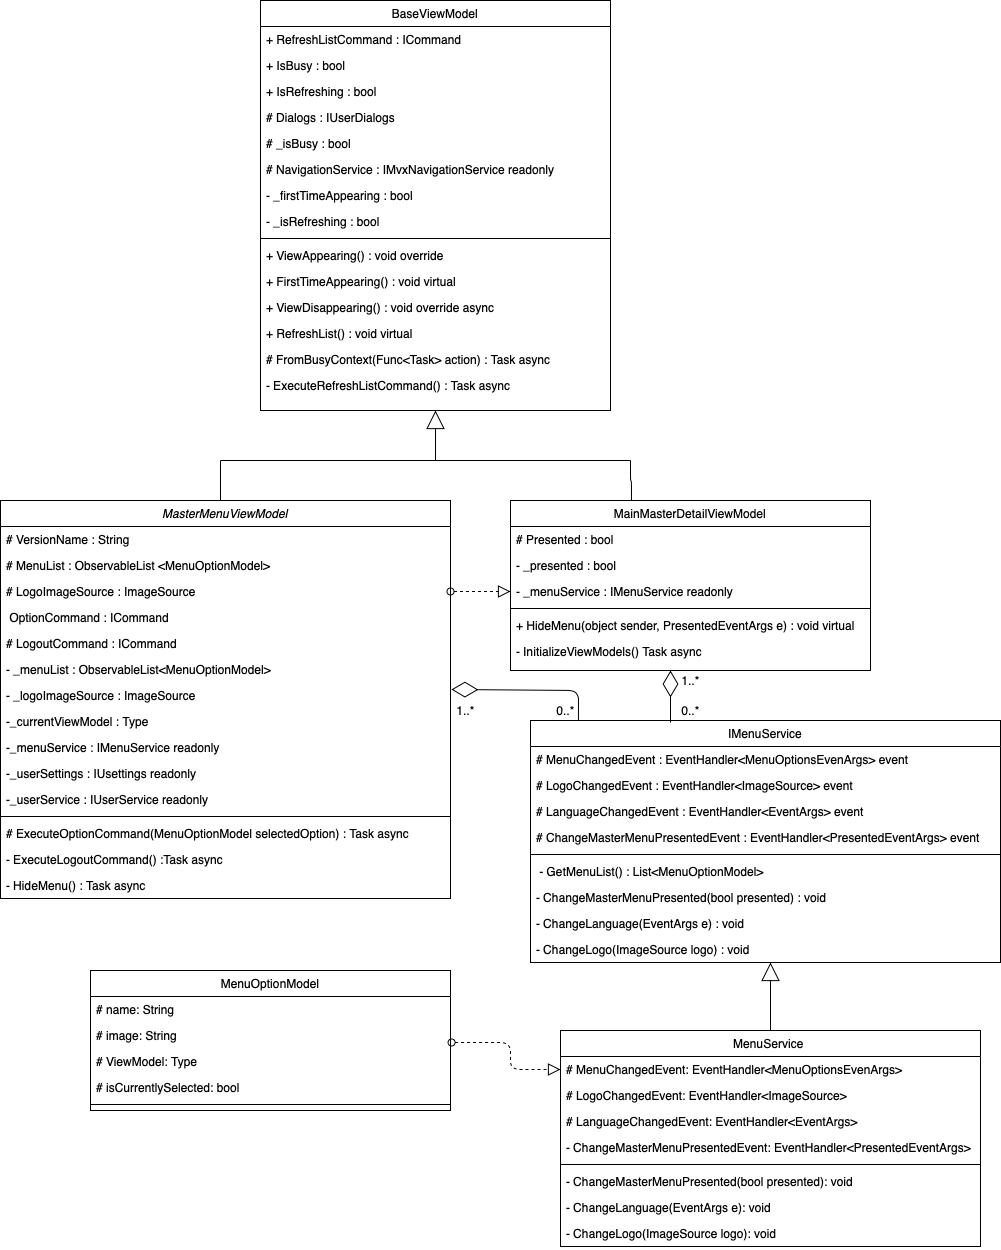 BaseViewModel
+ RefreshListCommand : ICommand
+ IsBusy : bool
+ IsRefreshing : bool
# Dialogs : IUserDialogs
# _isBusy : bool
# NavigationService : IMvxNavigationService readonly
- _firstTimeAppearing : bool
- _isRefreshing : bool
+ ViewAppearing() : void override
+ FirstTimeAppearing() : void virtual
+ ViewDisappearing() : void override async
+ RefreshList() : void virtual
# FromBusyContext(Func<Task> action) : Task async
- ExecuteRefreshListCommand() : Task async
MasterMenuViewModel
# VersionName : String
# MenuList : ObservableList <MenuOptionModel>
# LogoImageSource : ImageSource
OptionCommand : ICommand
# LogoutCommand : ICommand
- _menuList : ObservableList<MenuOptionModel>
- _logoImageSource : ImageSource
-_currentViewModel : Type
-_menuService : IMenuService readonly
-_userSettings : IUsettings readonly
-_userService : IUserService readonly
# ExecuteOptionCommand(MenuOptionModel selectedOption) : Task async
- ExecuteLogoutCommand() :Task async
- HideMenu() : Task async
MainMasterDetailViewModel
# Presented : bool
- _presented : bool
- _menuService : IMenuService readonly
+ HideMenu(object sender, PresentedEventArgs e) : void virtual
- InitializeViewModels() Task async
1..*
0..*
1..*
0..*
IMenuService
# MenuChangedEvent : EventHandler<MenuOptionsEvenArgs> event
# LogoChangedEvent : EventHandler<ImageSource> event
# LanguageChangedEvent : EventHandler<EventArgs> event
# ChangeMasterMenuPresentedEvent : EventHandler<PresentedEventArgs> event
- GetMenuList() : List<MenuOptionModel>
- ChangeMasterMenuPresented(bool presented) : void
- ChangeLanguage(EventArgs e) : void
- ChangeLogo(ImageSource logo) : void
MenuOptionModel
# name: String
# image: String
# ViewModel: Type
# isCurrentlySelected: bool
MenuService
# MenuChangedEvent: EventHandler<MenuOptionsEvenArgs>
# LogoChangedEvent: EventHandler<ImageSource>
# LanguageChangedEvent: EventHandler<EventArgs>
- ChangeMasterMenuPresentedEvent: EventHandler<PresentedEventArgs>
- ChangeMasterMenuPresented(bool presented): void
- ChangeLanguage(EventArgs e): void
- ChangeLogo(ImageSource logo): void